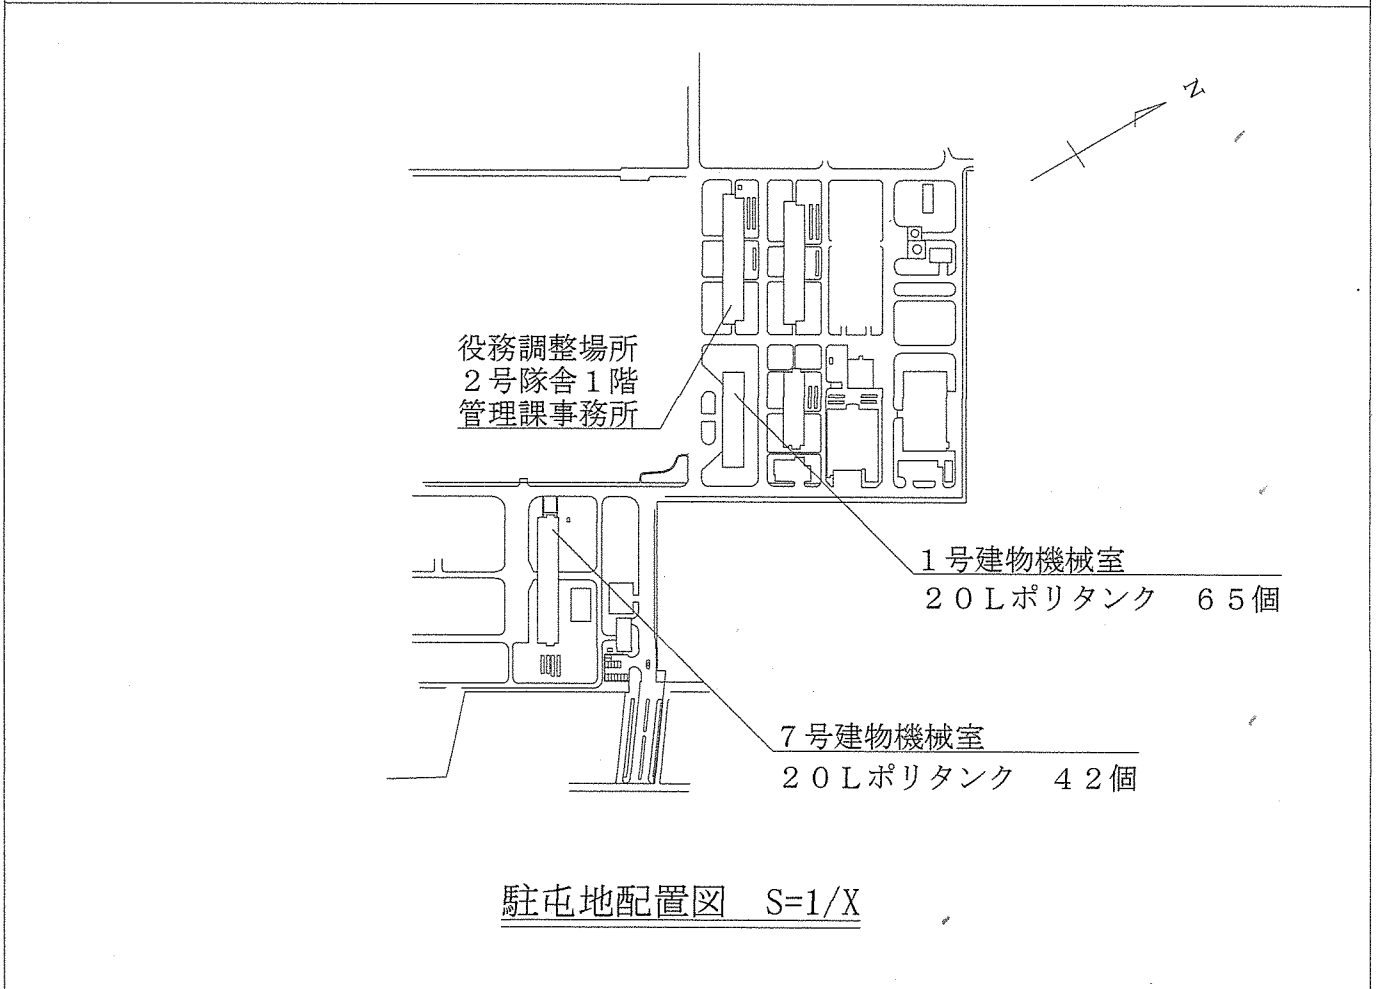 N
役務調整場所
２号隊舎１階
管理課事務所
１号建物機械室
２０Ｌポリタンク　６５個
７号建物機械室
２０Ｌポリタンク　４２個
駐屯地配置図　S=1/X